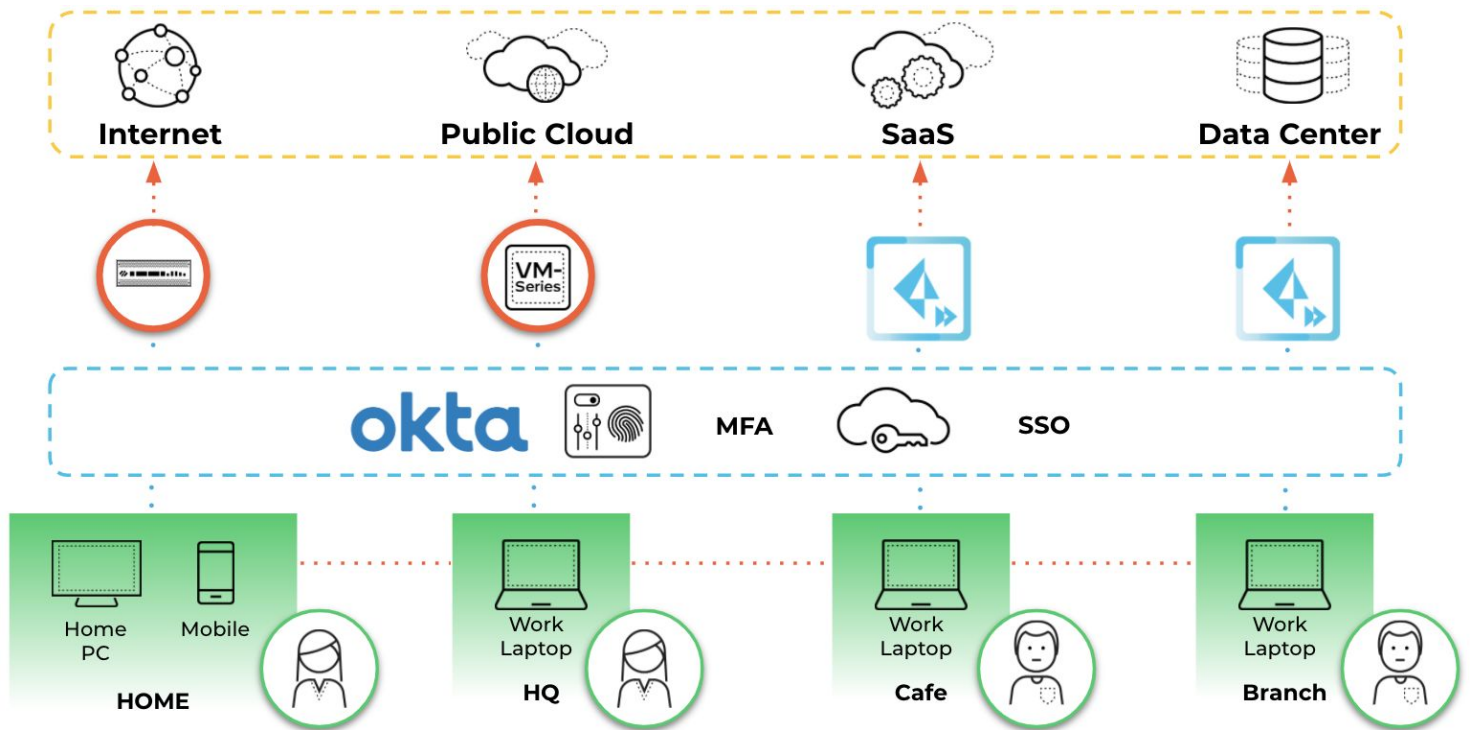 Internet
Public Cloud
SaaS
Data Center
VM-
Series
okta
MFA
SSO
Home
PC
Mobile
HOME
Work
Laptop
HQ
Work
Laptop
Cafe
Work
Laptop
Branch